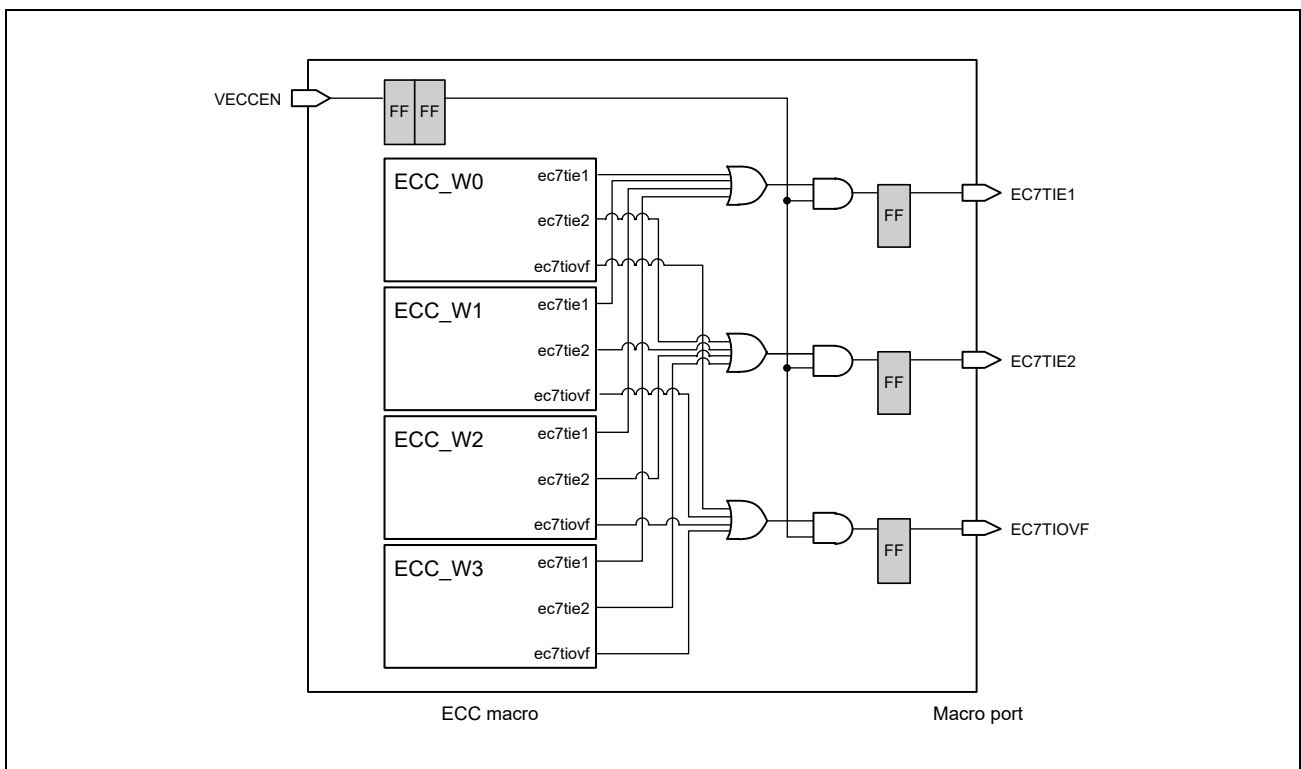 VECCEN
FF FF
ECC_W0
ec7tie1
ec7tie2
ec7tiovf
ECC_W1
ec7tie1
ec7tie2
ec7tiovf
ECC_W2
ec7tie1
ec7tie2
ec7tiovf
ECC_W3
ec7tie1
ec7tie2
ec7tiovf
FF
EC7TIE1
FF
EC7TIE2
FF
EC7TIOVF
ECC macro
Macro port